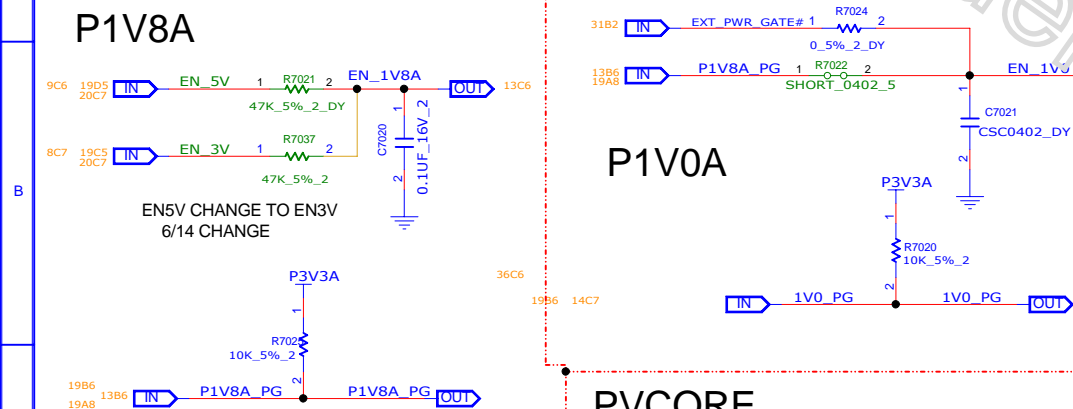 P1V8A
9C6 19D5 20C7 IN EN_5V 1 R7021 2 EN_1V8A OUT 13C6
47K_5%_2_DY
8C7 19C5 20C7 IN EN_3V 1 R7037 2
47K_5%_2
1 C7020 2 0.1UF_16V_2
EN5V CHANGE TO EN3V
6/14 CHANGE
B
P3V3A
1
10K_5%_2
2
19B6 19A8 13B6 IN P1V8A_PG P1V8A_PG OUT
36C6
19B6 14C7
31B2 IN EXT_PWR_GATE# 1 R7024 2
0_5%_2_DY
13B6 19A8 IN P1V8A_PG 1 R7022 2
SHORT_0402_5
1 C7021
CSC0402_DY
2
P1V0A
P3V3A
1
R7020
10K_5%_2
2
IN 1V0_PG 1V0_PG OUT
PVCORE